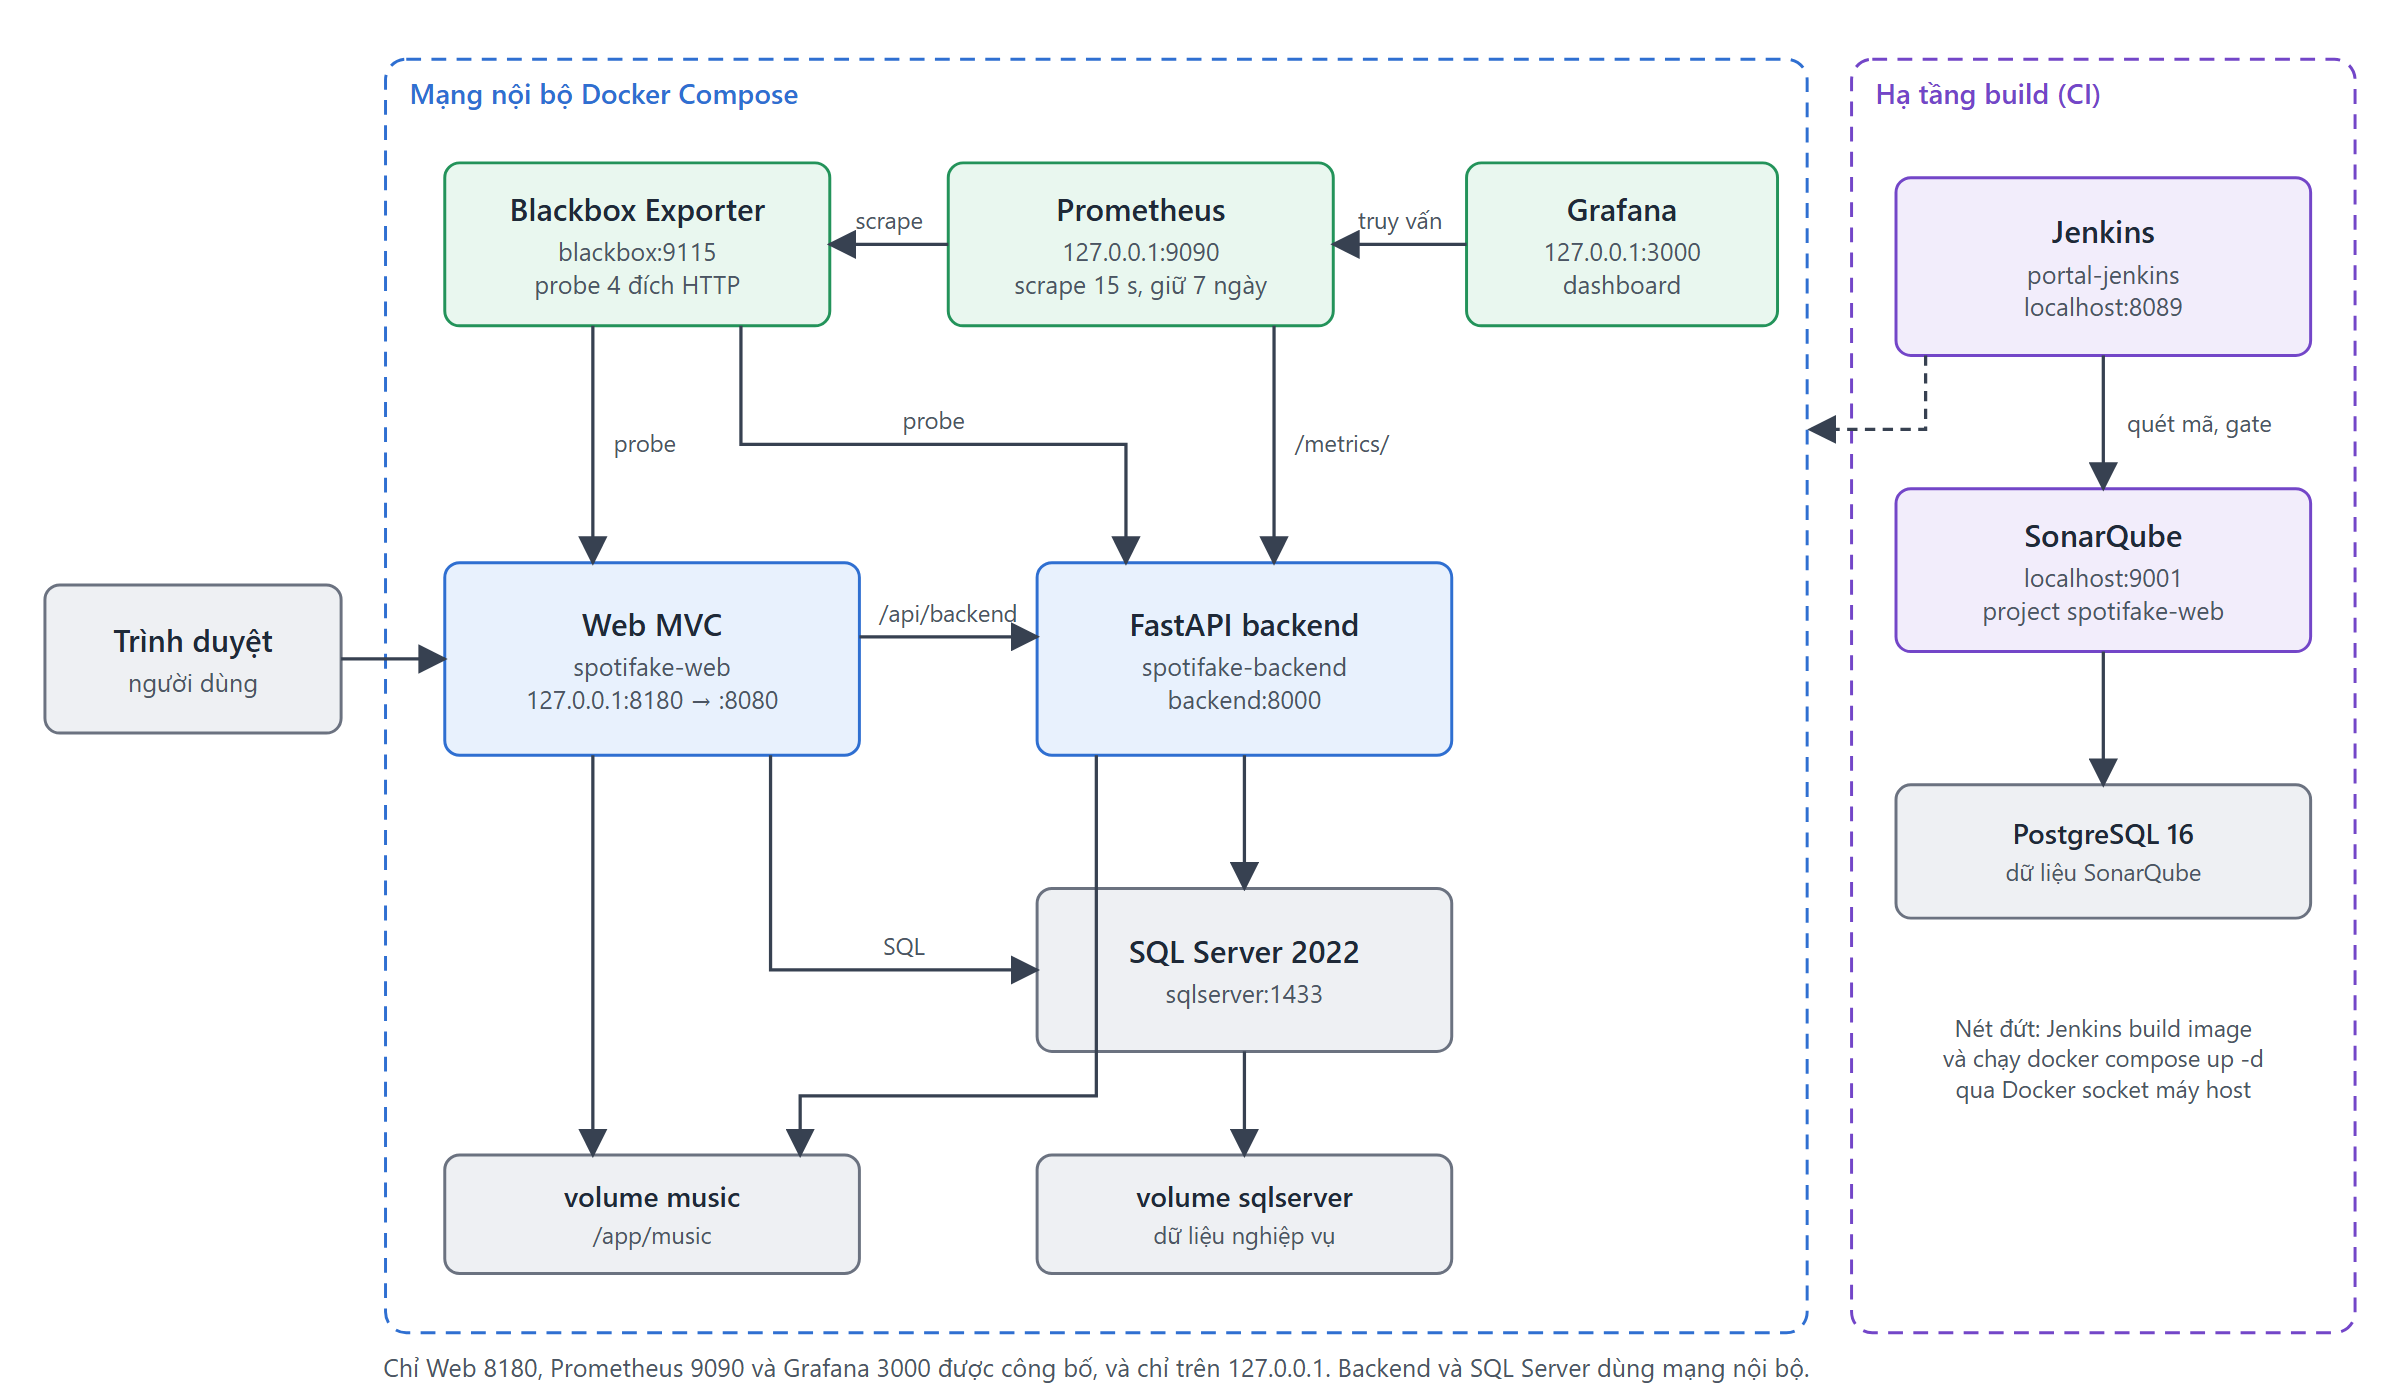 Mạng nội bộ Docker Compose
Hạ tầng build (CI)
Blackbox Exporter
blackbox:9115
probe 4 đích HTTP
scrape
Prometheus
127.0.0.1:9090
scrape 15 s, giữ 7 ngày
truy vấn
Grafana
127.0.0.1:3000
dashboard
Jenkins
portal-jenkins
localhost:8089
probe
probe
/metrics/
quét mã, gate
Trình duyệt
người dùng
Web MVC
spotifake-web
127.0.0.1:8180 → :8080
/api/backend
FastAPI backend
spotifake-backend
backend:8000
SonarQube
localhost:9001
project spotifake-web
PostgreSQL 16
dữ liệu SonarQube
SQL
SQL Server 2022
sqlserver:1433
Nét đứt: Jenkins build image
và chạy docker compose up -d
qua Docker socket máy host
volume music
/app/music
volume sqlserver
dữ liệu nghiệp vụ
Chỉ Web 8180, Prometheus 9090 và Grafana 3000 được công bố, và chỉ trên 127.0.0.1. Backend và SQL Server dùng mạng nội bộ.